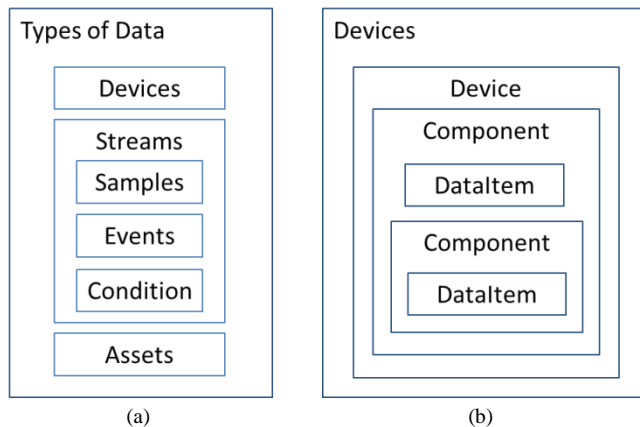 Types of Data
Devices
Streams
Samples
Events
Condition
Assets
(a)
Devices
Device
Component
DataItem
Component
DataItem
(b)